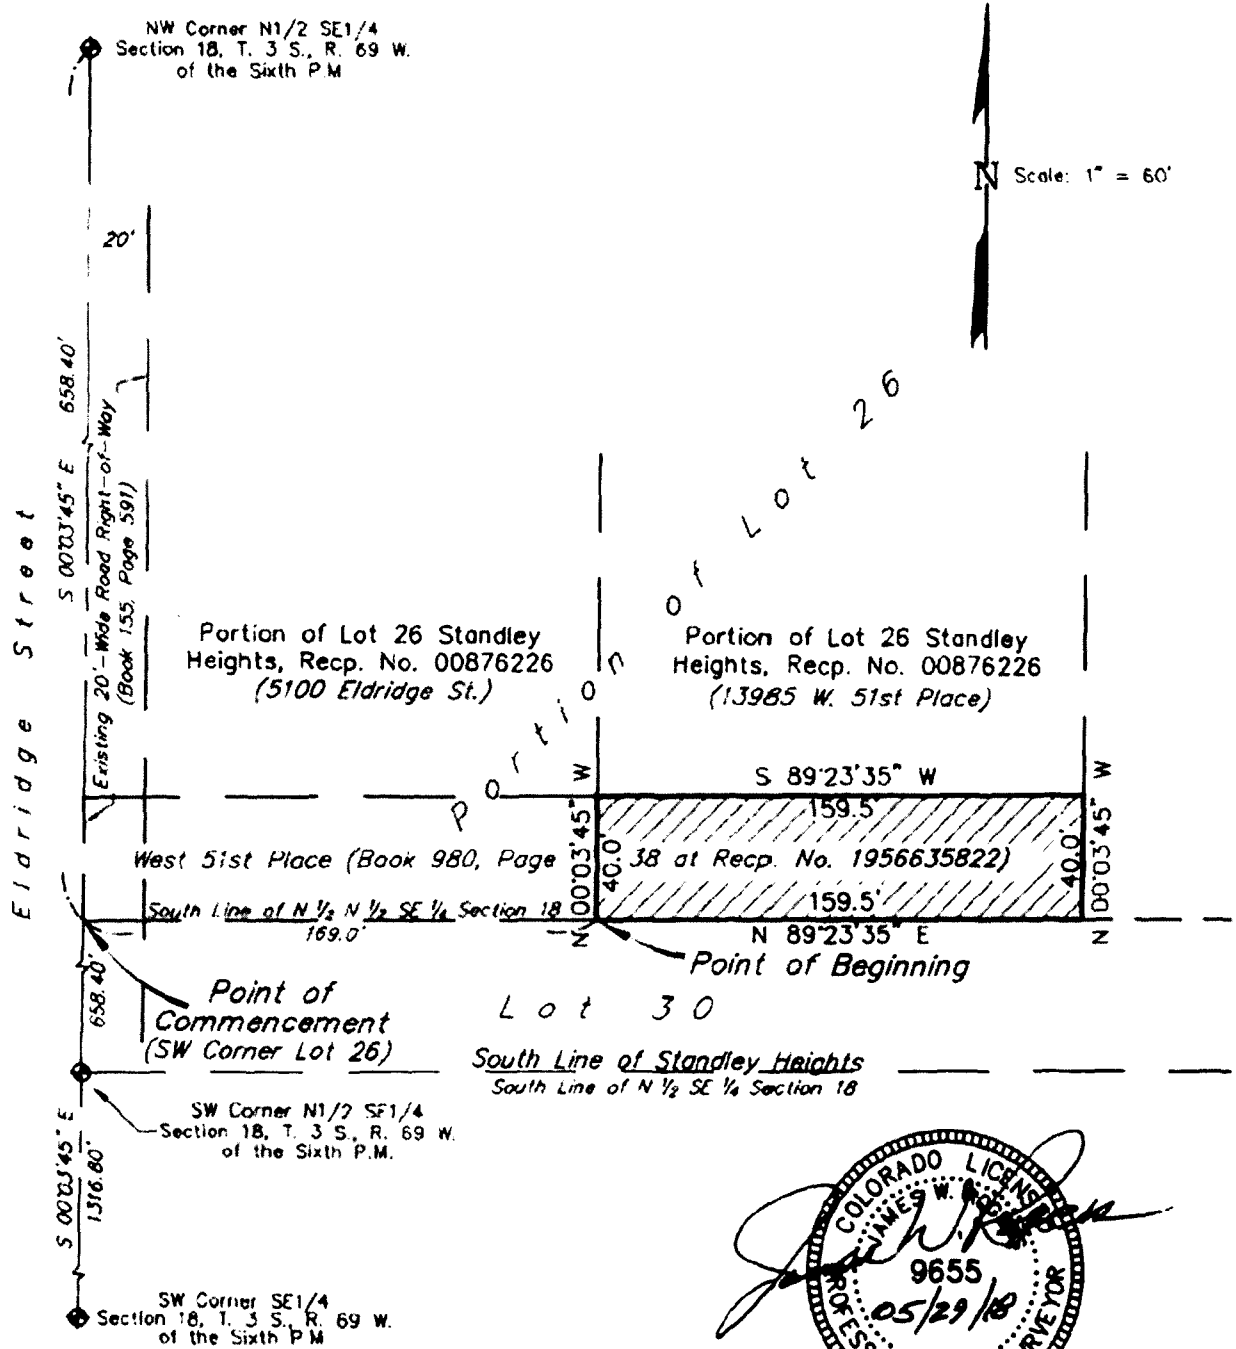 NW Corner N1/2 SE1/4
Section 18, T. 3 S., R. 69 W.
of the Sixth P.M
N
Scale: 1" = 60'
20'
S 00°03'45" E 658.40'
Existing 20'-Wide Road Right-of-Way
(Book 155, Page 591)
Eldridge Street
Portion of Lot 26
Portion of Lot 26 Standley
Heights, Recp. No. 00876226
(5100 Eldridge St.)
Portion of Lot 26 Standley
Heights, Recp. No. 00876226
(13985 W. 51st Place)
S 89°23'35" W
159.5'
N 00°03'45" W
40.0'
40.0'
N 00°03'45" W
West 51st Place (Book 980, Page 38 at Recp. No. 1956635822)
159.5'
South Line of N ½ N ½ SE ¼ Section 18
169.0'
N 89°23'35" E
Point of Beginning
658.40'
Point of
Commencement
(SW Corner Lot 26)
Lot 30
South Line of Standley Heights
South Line of N ½ SE ¼ Section 18
SW Corner N1/2 SE1/4
Section 18, T. 3 S., R. 69 W.
of the Sixth P.M.
S 00°03'45" E
1316.80'
SW Corner SE1/4
Section 18, T. 3 S., R. 69 W.
of the Sixth P M
COLORADO LICENSED
JAMES W.
9655
05/29/18